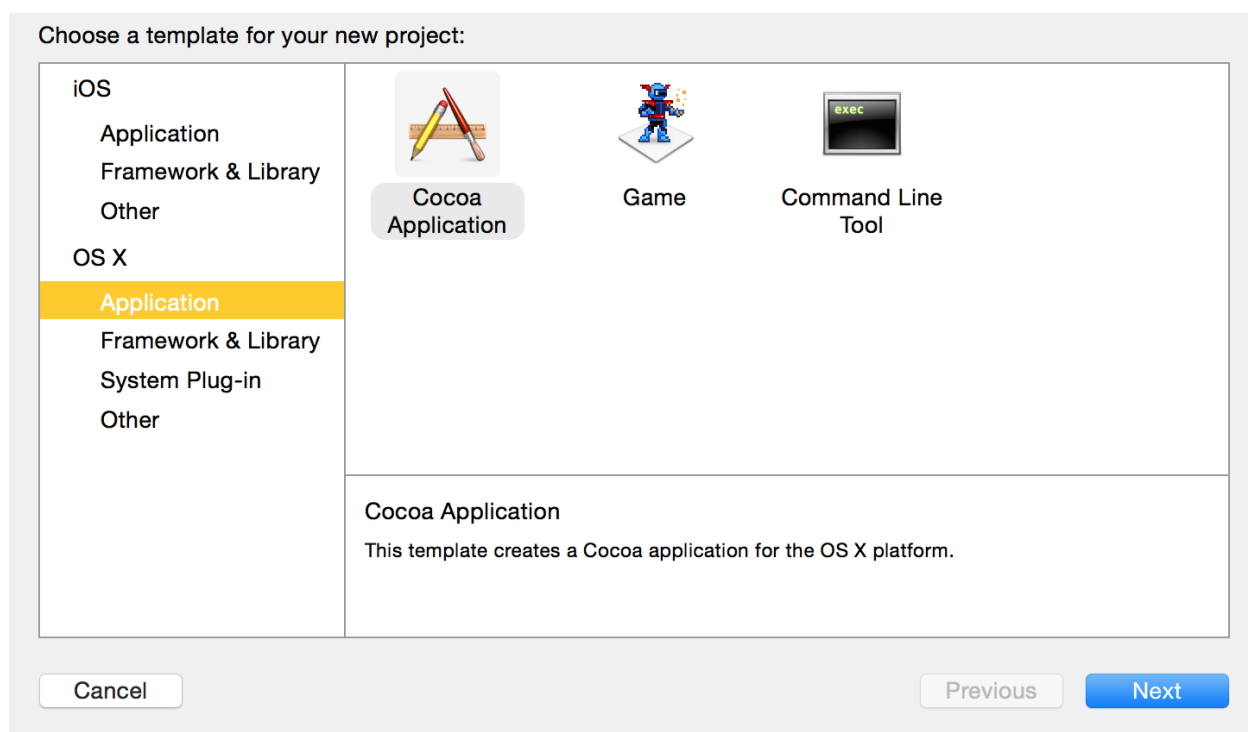 Choose a template for your new project:
iOS
Application
Framework & Library
Other
OS X
Application
Framework & Library
System Plug-in
Other
exec
Cocoa
Application
Game
Command Line
Tool
Cocoa Application
This template creates a Cocoa application for the OS X platform.
Cancel
Previous
Next